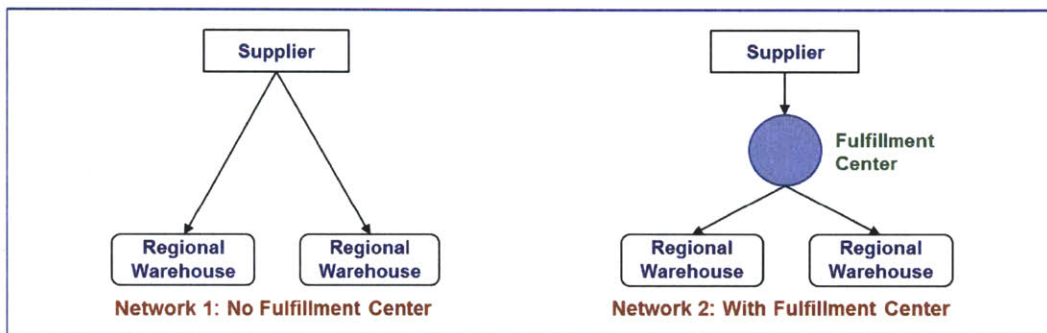 Supplier
Regional
Warehouse
Regional
Warehouse
Network 1: No Fulfillment Center
Supplier
Fulfillment
Center
Regional
Warehouse
Regional
Warehouse
Network 2: With Fulfillment Center